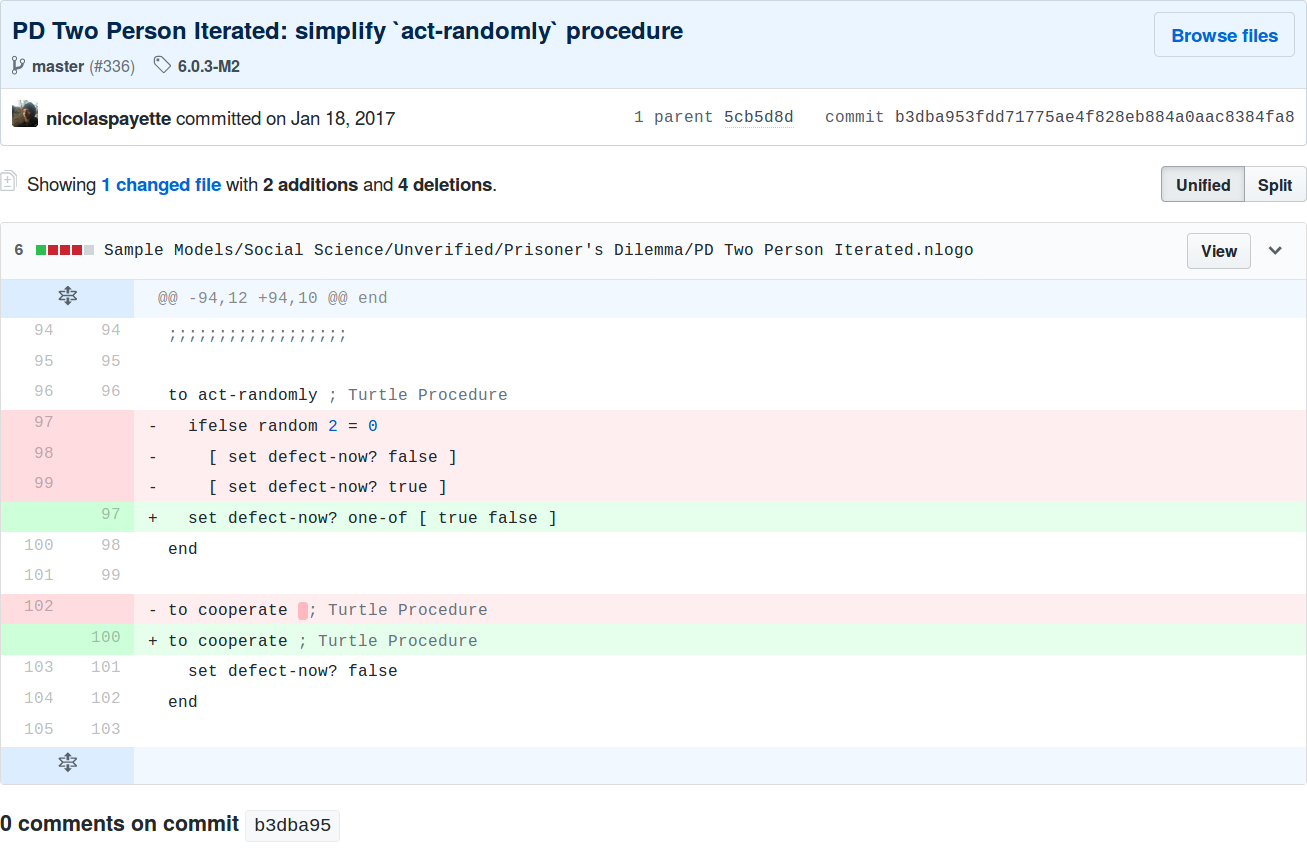 PD Two Person Iterated: simplify `act-randomly` procedure
Browse files
master (#336) 6.0.3-M2
nicolaspayette committed on Jan 18, 2017 1 parent 5cb5d8d commit b3dba953fdd71775ae4f828eb884a0aac8384fa8
Showing 1 changed file with 2 additions and 4 deletions.
Unified Split
6 Sample Models/Social Science/Unverified/Prisoner's Dilemma/PD Two Person Iterated.nlogo View
@@ -94,12 +94,10 @@ end
94 94 ;;;;;;;;;;;;;;;;;;
95 95
96 96 to act-randomly ; Turtle Procedure
97 - ifelse random 2 = 0
98 - [ set defect-now? false ]
99 - [ set defect-now? true ]
97 + set defect-now? one-of [ true false ]
100 98 end
101 99
102 - to cooperate  ; Turtle Procedure
100 + to cooperate ; Turtle Procedure
103 101 set defect-now? false
104 102 end
105 103
0 comments on commit b3dba95